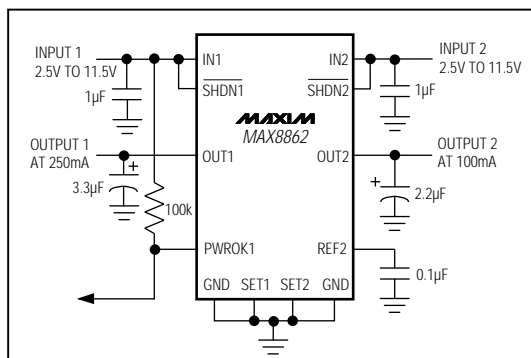 INPUT 1
2.5V TO 11.5V
1µF
IN1
SHDN1
IN2
SHDN2
INPUT 2
2.5V TO 11.5V
1µF
MAXIM
MAX8862
OUTPUT 1
AT 250mA
3.3µF
+
OUT1
OUT2
OUTPUT 2
AT 100mA
+
2.2µF
100k
PWROK1
REF2
0.1µF
GND SET1 SET2 GND